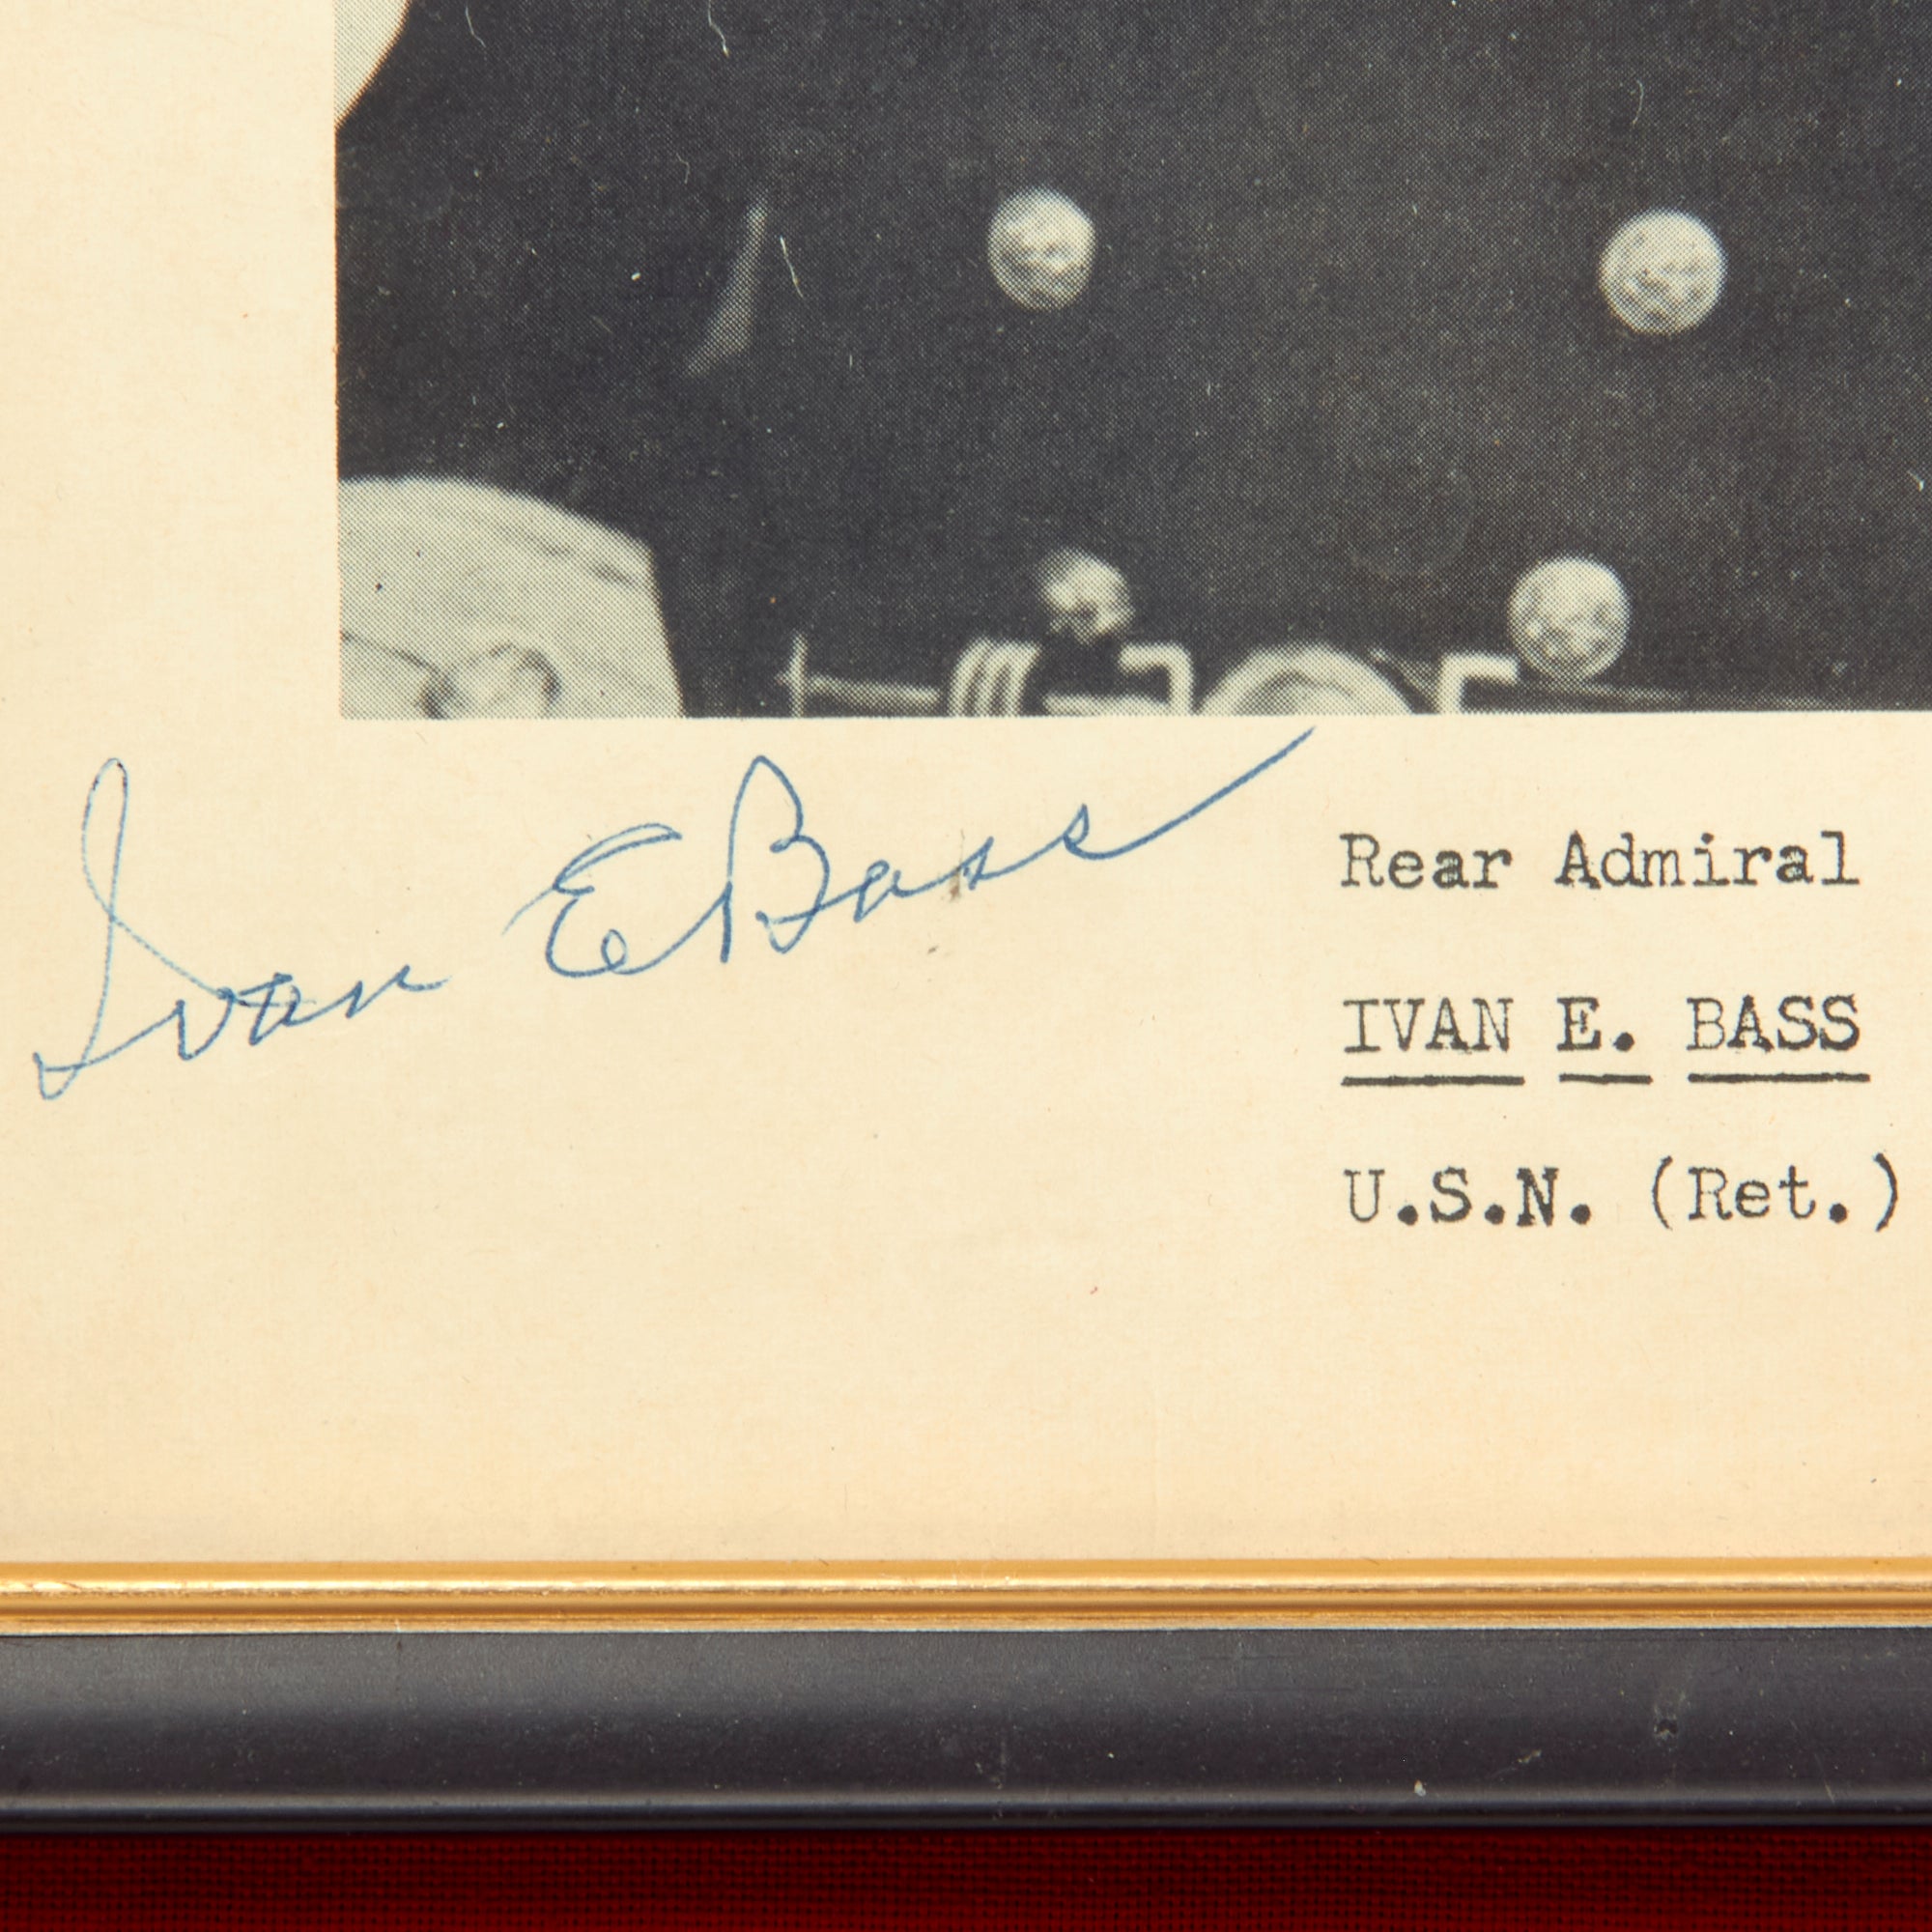 Ivan E Bass
Rear Admiral
IVAN E. BASS
U.S.N. (Ret.)